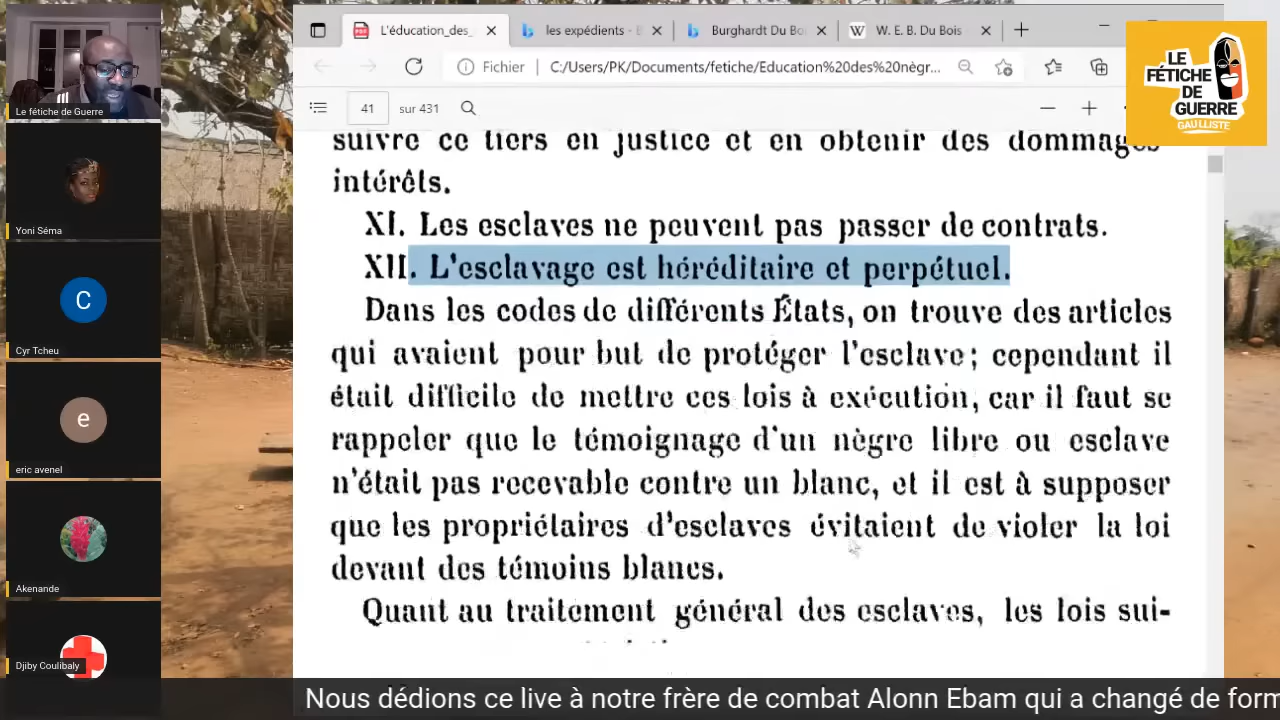 Le fétiche de Guerre
Yoni Séma
Cyr Tcheu
eric avenel
Akenande
Djiby Coulibaly
C
e
L'éducation_des_
les expédients - B
Burghardt Du Bo
W
W. E. B. Du Bois
Fichier
C:/Users/PK/Documents/fetiche/Education%20des%20nègr...
41
sur 431
LE
FÉTICHE
DE
GUERRE
GAULLISTE
suivre ce tiers en justice et en obtenir des dommages
intérêts.
XI. Les esclaves ne peuvent pas passer de contrats.
XII. L'esclavage est héréditaire et perpétuel.
Dans les codes de différents États, on trouve des articles
qui avaient pour but de protéger l'esclave; cependant il
était difficile de mettre ces lois à exécution, car il faut se
rappeler que le témoignage d'un nègre libre ou esclave
n'était pas recevable contre un blanc, et il est à supposer
que les propriétaires d'esclaves évitaient de violer la loi
devant des témoins blancs.
Quant au traitement général des esclaves, les lois sui-
Nous dédions ce live à notre frère de combat Alonn Ebam qui a changé de form